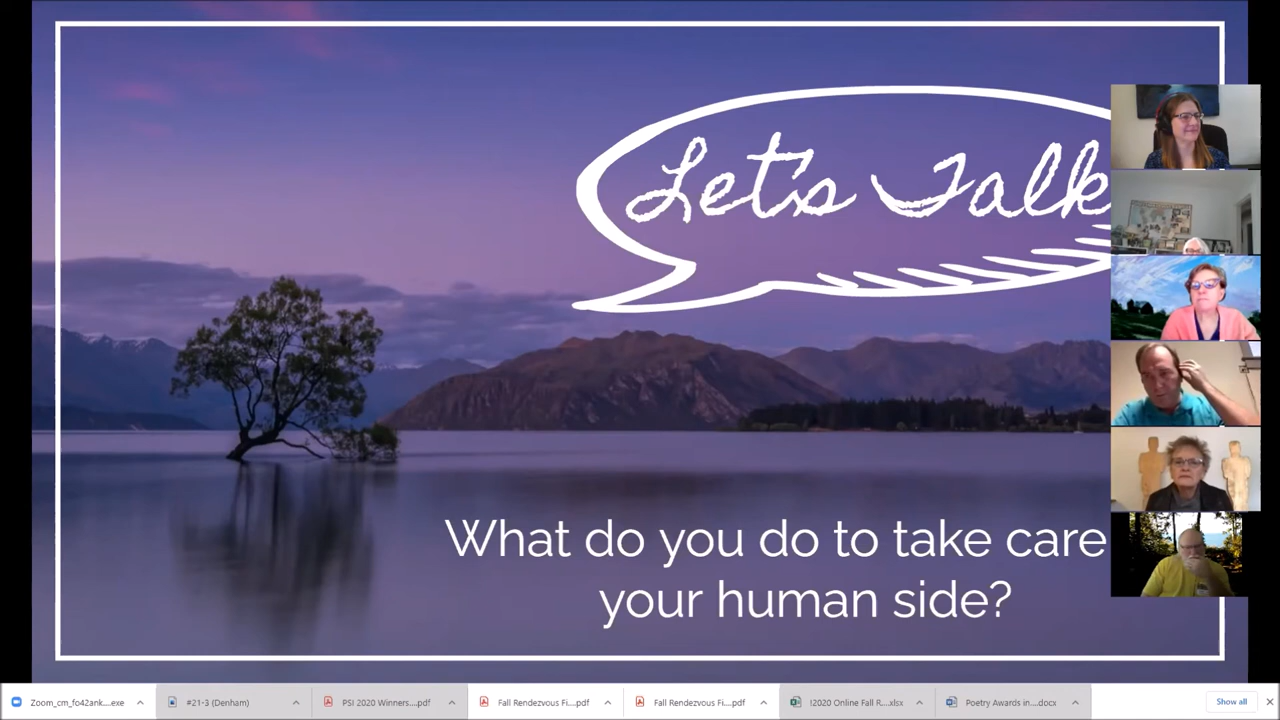 Let's Talk
What do you do to take care
your human side?
Zoom_cm_fo42ank....exe
#21-3 (Denham)
PSI 2020 Winners....pdf
Fall Rendezvous Fi....pdf
Fall Rendezvous Fi....pdf
!2020 Online Fall R....xlsx
Poetry Awards in....docx
Show all